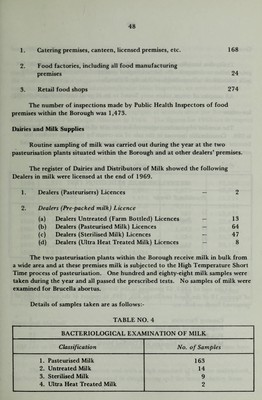 48
1. Catering premises, canteen, licensed premises, etc. 168
2. Food factories, including all food manufacturing
premises 24
3. Retail food shops 274
The number of inspections made by Public Health Inspectors of food
premises within the Borough was 1,473.
Dairies and Milk Supplies
Routine sampling of milk was carried out during the year at the two
pasteurisation plants situated within the Borough and at other dealers' premises.
The register of Dairies and Distributors of Milk showed the following
Dealers in milk were licensed at the end of 1969.
1. Dealers (Pasteurisers) Licences — 2
2. Dealers (Pre-packed milk) Licence
(a) Dealers Untreated (Farm Bottled) Licences — 13
(b) Dealers (Pasteurised Milk) Licences — 64
(c) Dealers (Sterilised Milk) Licences — 47
(d) Dealers (Ultra Heat Treated Milk) Licences — 8
The two pasteurisation plants within the Borough receive milk in bulk from
a wide area and at these premises milk is subjected to the High Temperature Short
Time process of pasteurisation. One hundred and eighty-eight milk samples were
taken during the year and all passed the prescribed tests. No samples of milk were
examined for Brucella abortus.
Details of samples taken are as follows:-
TABLE NO. 4
BACTERIOLOGICAL EXAMINATION OF MILK
Classification No. of Samples
1. Pasteurised Milk 163
2. Untreated Milk 14
3. Sterilised Milk 9
4. Ultra Heat Treated Milk 2